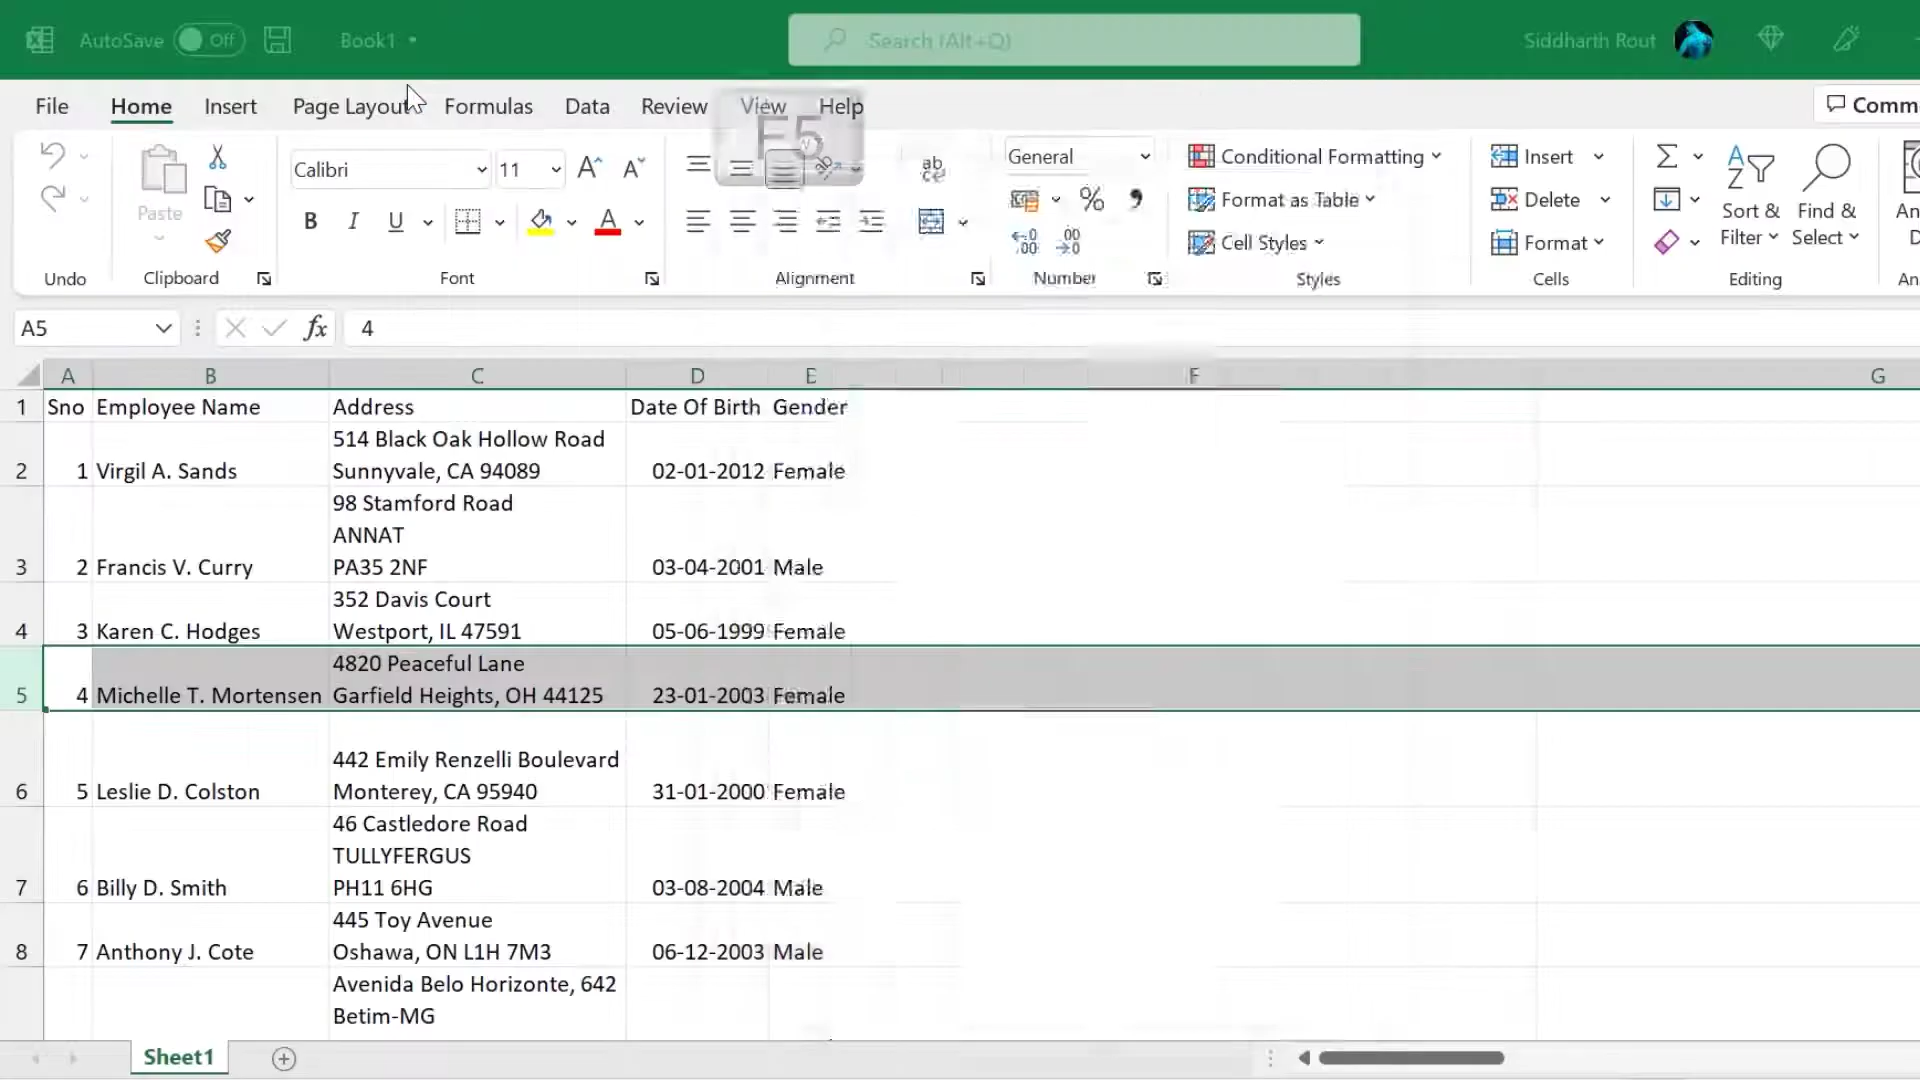 AutoSave Off Book1 Search (Alt+Q) Siddharth Rout
File Home Insert Page Layout Formulas Data Review View Help
F5
Calibri 11 General Conditional Formatting Insert
Paste Format as Table Delete Sort & Find &
Cell Styles Format Filter Select
Undo Clipboard Font Alignment Number Styles Cells Editing
A5 fx 4
A B C D E F G
1 Sno Employee Name Address Date Of Birth Gender
514 Black Oak Hollow Road
2 1 Virgil A. Sands Sunnyvale, CA 94089 02-01-2012 Female
98 Stamford Road
ANNAT
3 2 Francis V. Curry PA35 2NF 03-04-2001 Male
352 Davis Court
4 3 Karen C. Hodges Westport, IL 47591 05-06-1999 Female
4820 Peaceful Lane
5 4 Michelle T. Mortensen Garfield Heights, OH 44125 23-01-2003 Female
442 Emily Renzelli Boulevard
6 5 Leslie D. Colston Monterey, CA 95940 31-01-2000 Female
46 Castledore Road
TULLYFERGUS
7 6 Billy D. Smith PH11 6HG 03-08-2004 Male
445 Toy Avenue
8 7 Anthony J. Cote Oshawa, ON L1H 7M3 06-12-2003 Male
Avenida Belo Horizonte, 642
Betim-MG
Sheet1